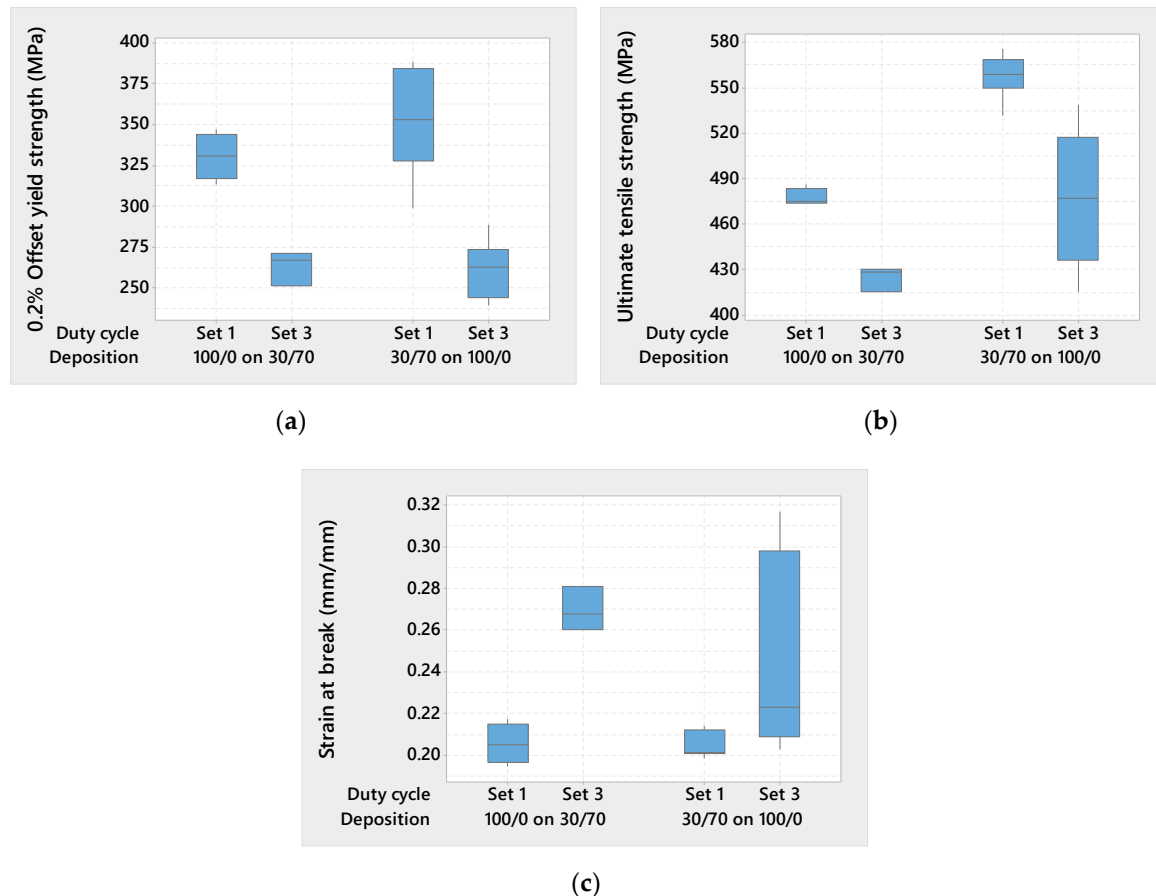 0.2% Offset yield strength (MPa)
400
375
350
325
300
275
250
Duty cycle Set 1 Set 3 Set 1 Set 3
Deposition 100/0 on 30/70 30/70 on 100/0
(a)
Ultimate tensile strength (MPa)
580
550
520
490
460
430
400
Duty cycle Set 1 Set 3 Set 1 Set 3
Deposition 100/0 on 30/70 30/70 on 100/0
(b)
Strain at break (mm/mm)
0.32
0.30
0.28
0.26
0.24
0.22
0.20
Duty cycle Set 1 Set 3 Set 1 Set 3
Deposition 100/0 on 30/70 30/70 on 100/0
(c)